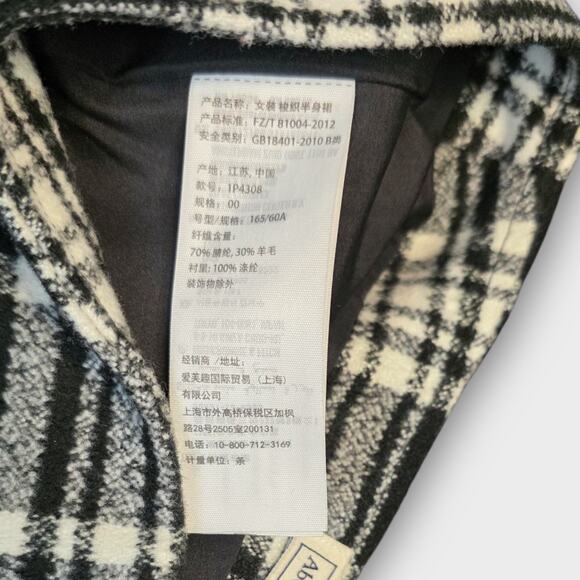 产品名称: 女装 梭织半身裙
产品标准: FZ/T 81004-2012
安全类别: GB18401-2010 B类
产地: 江苏, 中国
款号: 1P4308
规格: 00
号型/规格: 165/60A
纤维含量:
70% 腈纶, 30% 羊毛
衬里: 100% 涤纶
装饰物除外
经销商 /地址:
爱芙趣国际贸易 (上海)
有限公司
上海市外高桥保税区加枫
路28号2505室200131
电话: 10-800-712-3169
计量单位: 条